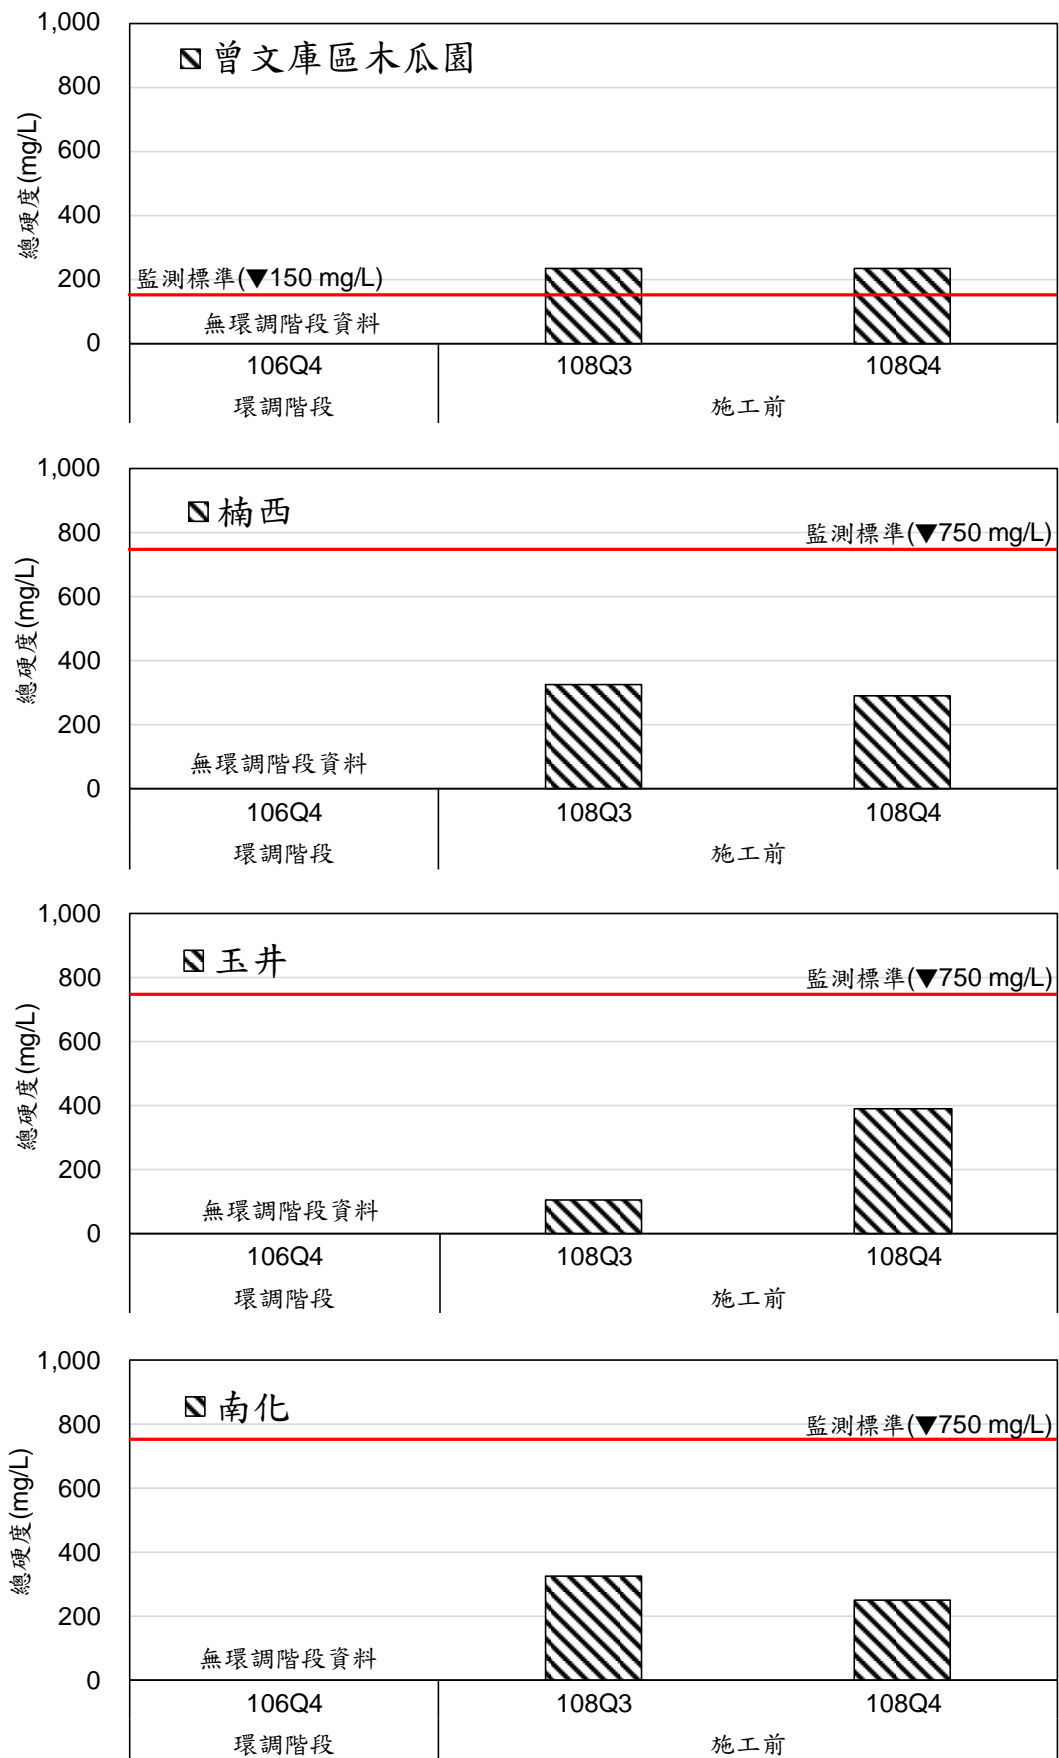 1,000
曾文庫區木瓜園
800
600
400
200
0
總硬度(mg/L)
監測標準(▼150 mg/L)
無環調階段資料
106Q4
108Q3
108Q4
環調階段
施工前
1,000
楠西
800
600
400
200
0
總硬度(mg/L)
監測標準(▼750 mg/L)
無環調階段資料
106Q4
108Q3
108Q4
環調階段
施工前
1,000
玉井
800
600
400
200
0
總硬度(mg/L)
監測標準(▼750 mg/L)
無環調階段資料
106Q4
108Q3
108Q4
環調階段
施工前
1,000
南化
800
600
400
200
0
總硬度(mg/L)
監測標準(▼750 mg/L)
無環調階段資料
106Q4
108Q3
108Q4
環調階段
施工前